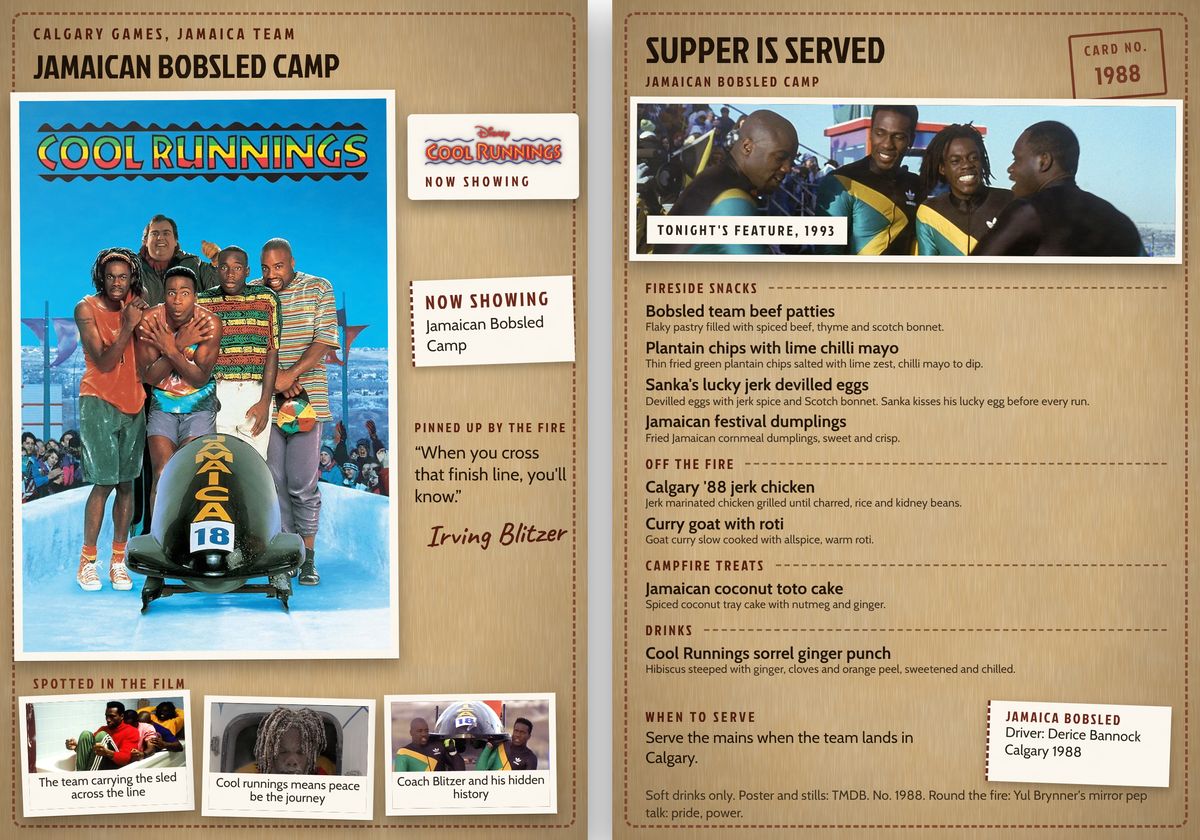 CALGARY GAMES, JAMAICA TEAM
JAMAICAN BOBSLED CAMP
COOL RUNNINGS
JAMAICA
18
Disney
COOL RUNNINGS
NOW SHOWING
NOW SHOWING
Jamaican Bobsled
Camp
PINNED UP BY THE FIRE
“When you cross
that finish line, you'll
know.”
Irving Blitzer
SPOTTED IN THE FILM
The team carrying the sled
across the line
Cool runnings means peace
be the journey
Coach Blitzer and his hidden
history
SUPPER IS SERVED
JAMAICAN BOBSLED CAMP
CARD NO.
1988
TONIGHT'S FEATURE, 1993
FIRESIDE SNACKS
Bobsled team beef patties
Flaky pastry filled with spiced beef, thyme and scotch bonnet.
Plantain chips with lime chilli mayo
Thin fried green plantain chips salted with lime zest, chilli mayo to dip.
Sanka's lucky jerk devilled eggs
Devilled eggs with jerk spice and Scotch bonnet. Sanka kisses his lucky egg before every run.
Jamaican festival dumplings
Fried Jamaican cornmeal dumplings, sweet and crisp.
OFF THE FIRE
Calgary '88 jerk chicken
Jerk marinated chicken grilled until charred, rice and kidney beans.
Curry goat with roti
Goat curry slow cooked with allspice, warm roti.
CAMPFIRE TREATS
Jamaican coconut toto cake
Spiced coconut tray cake with nutmeg and ginger.
DRINKS
Cool Runnings sorrel ginger punch
Hibiscus steeped with ginger, cloves and orange peel, sweetened and chilled.
WHEN TO SERVE
Serve the mains when the team lands in
Calgary.
JAMAICA BOBSLED
Driver: Derice Bannock
Calgary 1988
Soft drinks only. Poster and stills: TMDB. No. 1988. Round the fire: Yul Brynner's mirror pep
talk: pride, power.